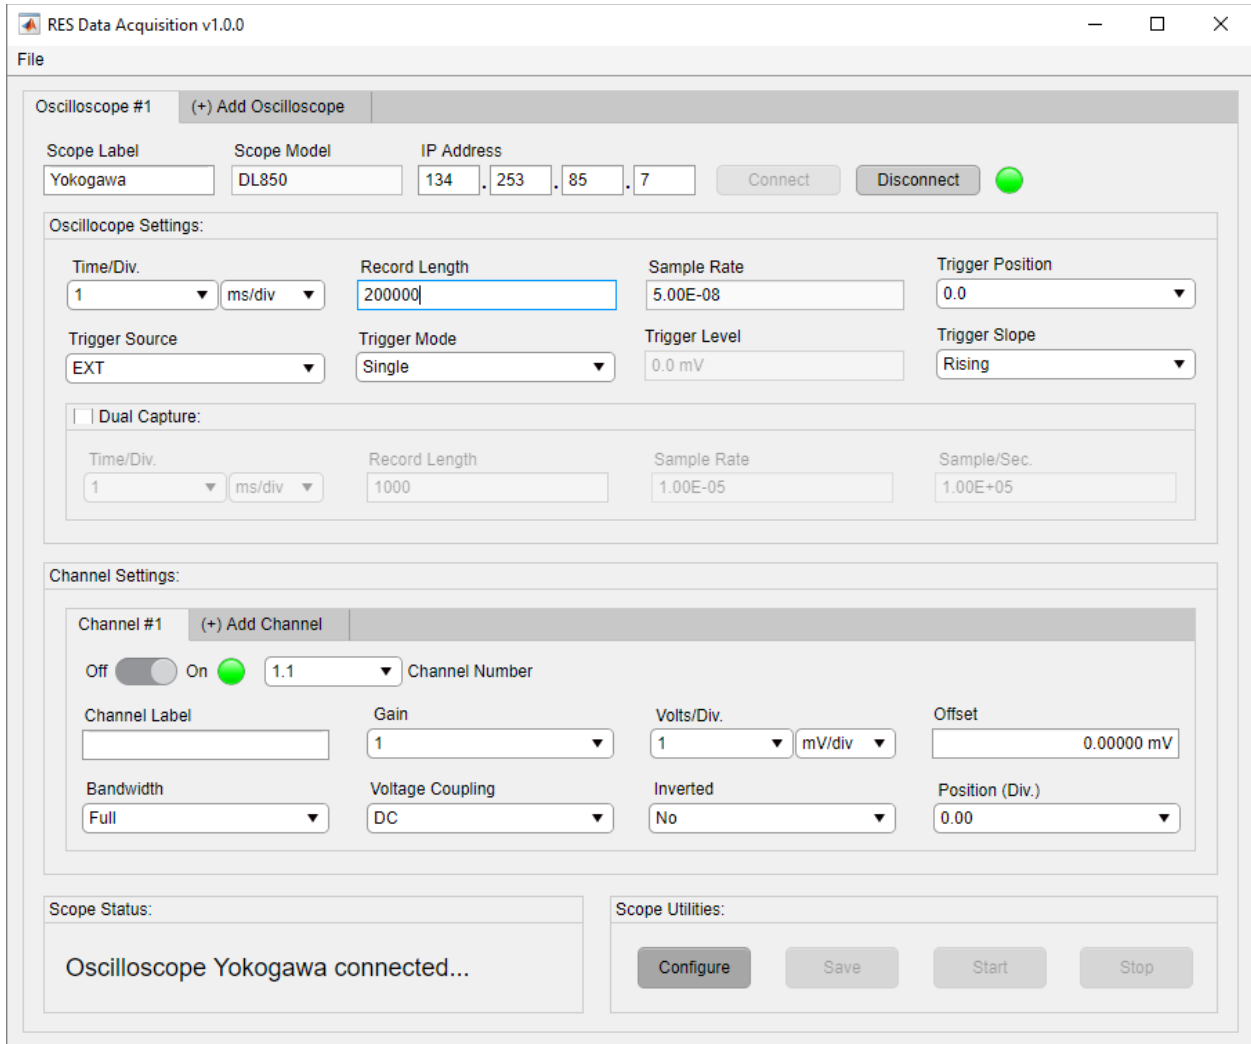 RES Data Acquisition v1.0.0
File
Oscilloscope #1 (+) Add Oscilloscope
Scope Label Scope Model IP Address
Yokogawa DL850 134 . 253 . 85 . 7 Connect Disconnect
Oscillocope Settings:
Time/Div. Record Length Sample Rate Trigger Position
1 ms/div 200000 5.00E-08 0.0
Trigger Source Trigger Mode Trigger Level Trigger Slope
EXT Single 0.0 mV Rising
Dual Capture:
Time/Div. Record Length Sample Rate Sample/Sec.
1 ms/div 1000 1.00E-05 1.00E+05
Channel Settings:
Channel #1 (+) Add Channel
Off On 1.1 Channel Number
Channel Label Gain Volts/Div. Offset
1 1 mV/div 0.00000 mV
Bandwidth Voltage Coupling Inverted Position (Div.)
Full DC No 0.00
Scope Status: Scope Utilities:
Oscilloscope Yokogawa connected... Configure Save Start Stop